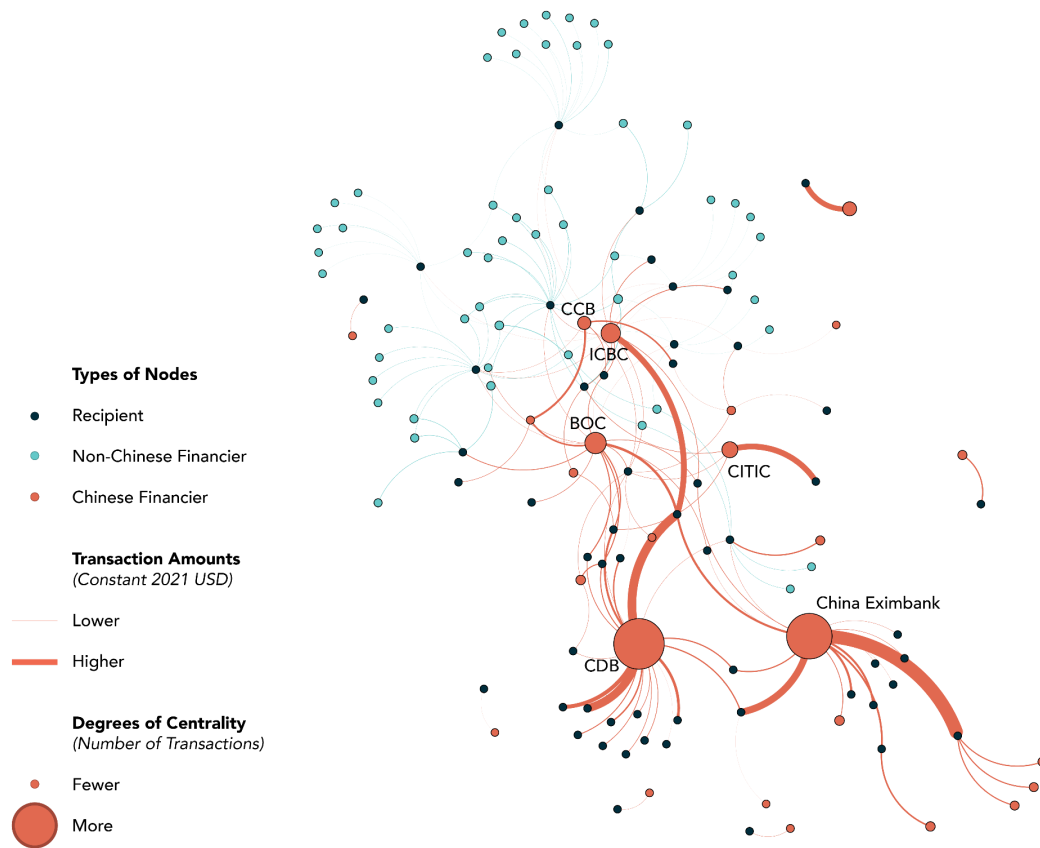 CCB
ICBC
BOC
CITIC
China Eximbank
CDB
Types of Nodes
Recipient
Non-Chinese Financier
Chinese Financier
Transaction Amounts
(Constant 2021 USD)
Lower
Higher
Degrees of Centrality
(Number of Transactions)
Fewer
More